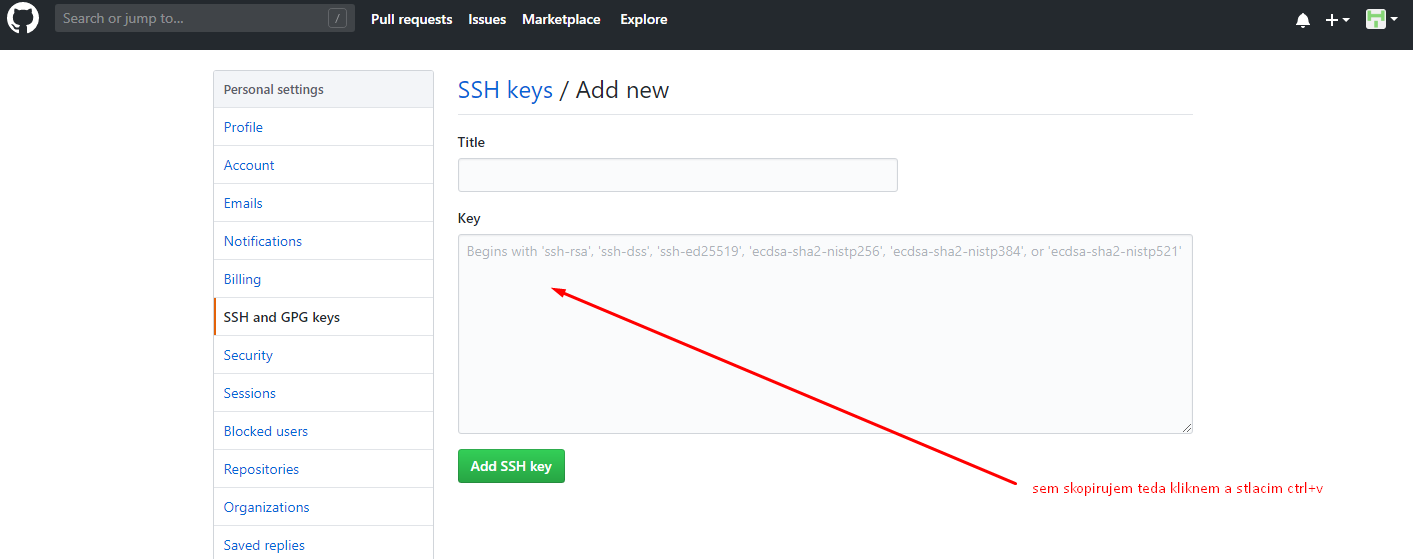 Search or jump to... /
Pull requests Issues Marketplace Explore
Personal settings
Profile
Account
Emails
Notifications
Billing
SSH and GPG keys
Security
Sessions
Blocked users
Repositories
Organizations
Saved replies
SSH keys / Add new
Title
Key
Begins with 'ssh-rsa', 'ssh-dss', 'ssh-ed25519', 'ecdsa-sha2-nistp256', 'ecdsa-sha2-nistp384', or 'ecdsa-sha2-nistp521'
Add SSH key
sem skopirujem teda kliknem a stlacim ctrl+v